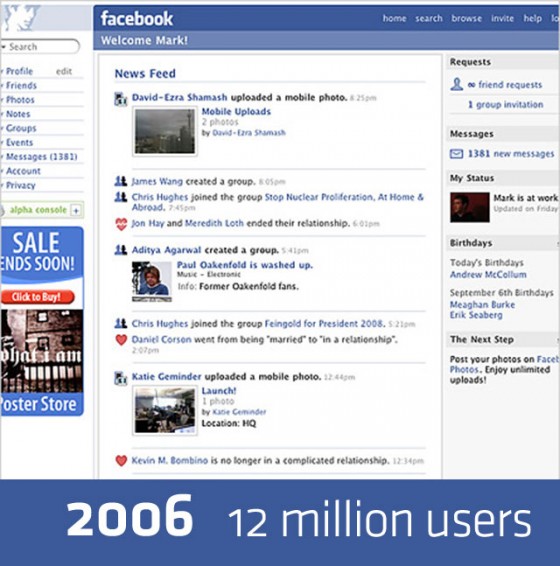 facebook
home search browse invite help
Welcome Mark!
Search
Profile edit
Friends
Photos
Notes
Groups
Events
Messages (1381)
Account
Privacy
alpha console +
SALE
ENDS SOON!
Click to Buy!
what i am
Poster Store
News Feed
David-Ezra Shamash uploaded a mobile photo. 8:25pm
Mobile Uploads
2 photos
by David-Ezra Shamash
James Wang created a group. 8:05pm
Chris Hughes joined the group Stop Nuclear Proliferation, At Home &
Abroad. 7:45pm
Jon Hay and Meredith Loth ended their relationship. 6:01pm
Aditya Agarwal created a group. 5:41pm
Paul Oakenfold is washed up.
Music - Electronic
Info: Former Oakenfold fans.
Chris Hughes joined the group Feingold for President 2008. 5:21pm
Daniel Corson went from being "married" to "in a relationship".
2:07pm
Katie Geminder uploaded a mobile photo. 12:44pm
Launch!
1 photo
by Katie Geminder
Location: HQ
Kevin M. Bombino is no longer in a complicated relationship. 12:34pm
Requests
∞ friend requests
1 group invitation
Messages
1381 new messages
My Status
Mark is at work
Updated on Friday
Birthdays
Today's Birthdays
Andrew McCollum
September 6th Birthdays
Meaghan Burke
Erik Seaberg
The Next Step
Post your photos on Faceb
Photos. Enjoy unlimited
uploads!
2006 12 million users